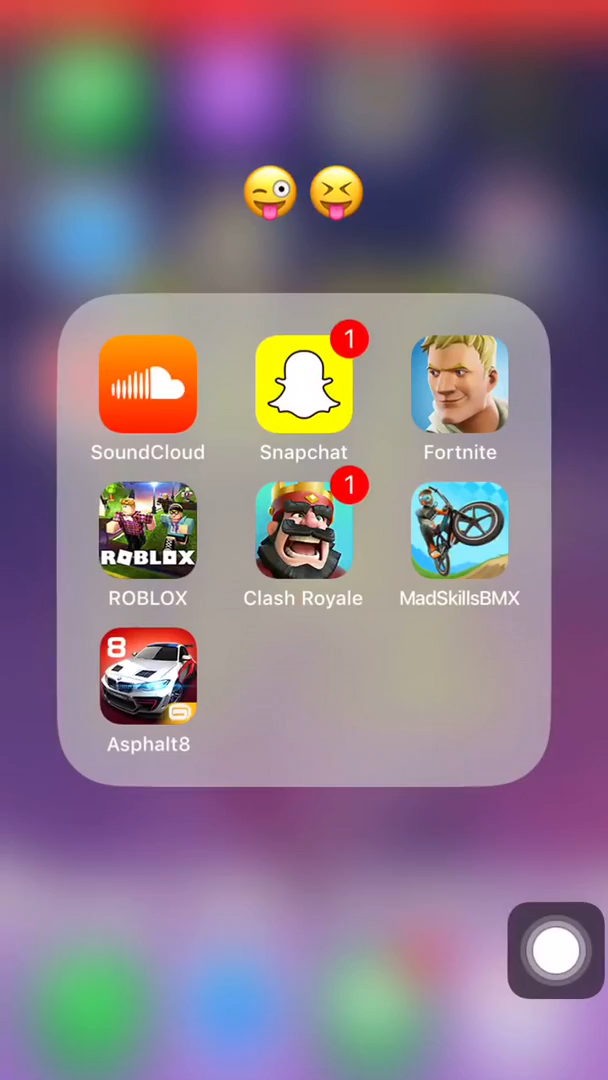 😜 😝
1
SoundCloud Snapchat Fortnite
1
ROBLOX
ROBLOX Clash Royale MadSkillsBMX
8
Asphalt8